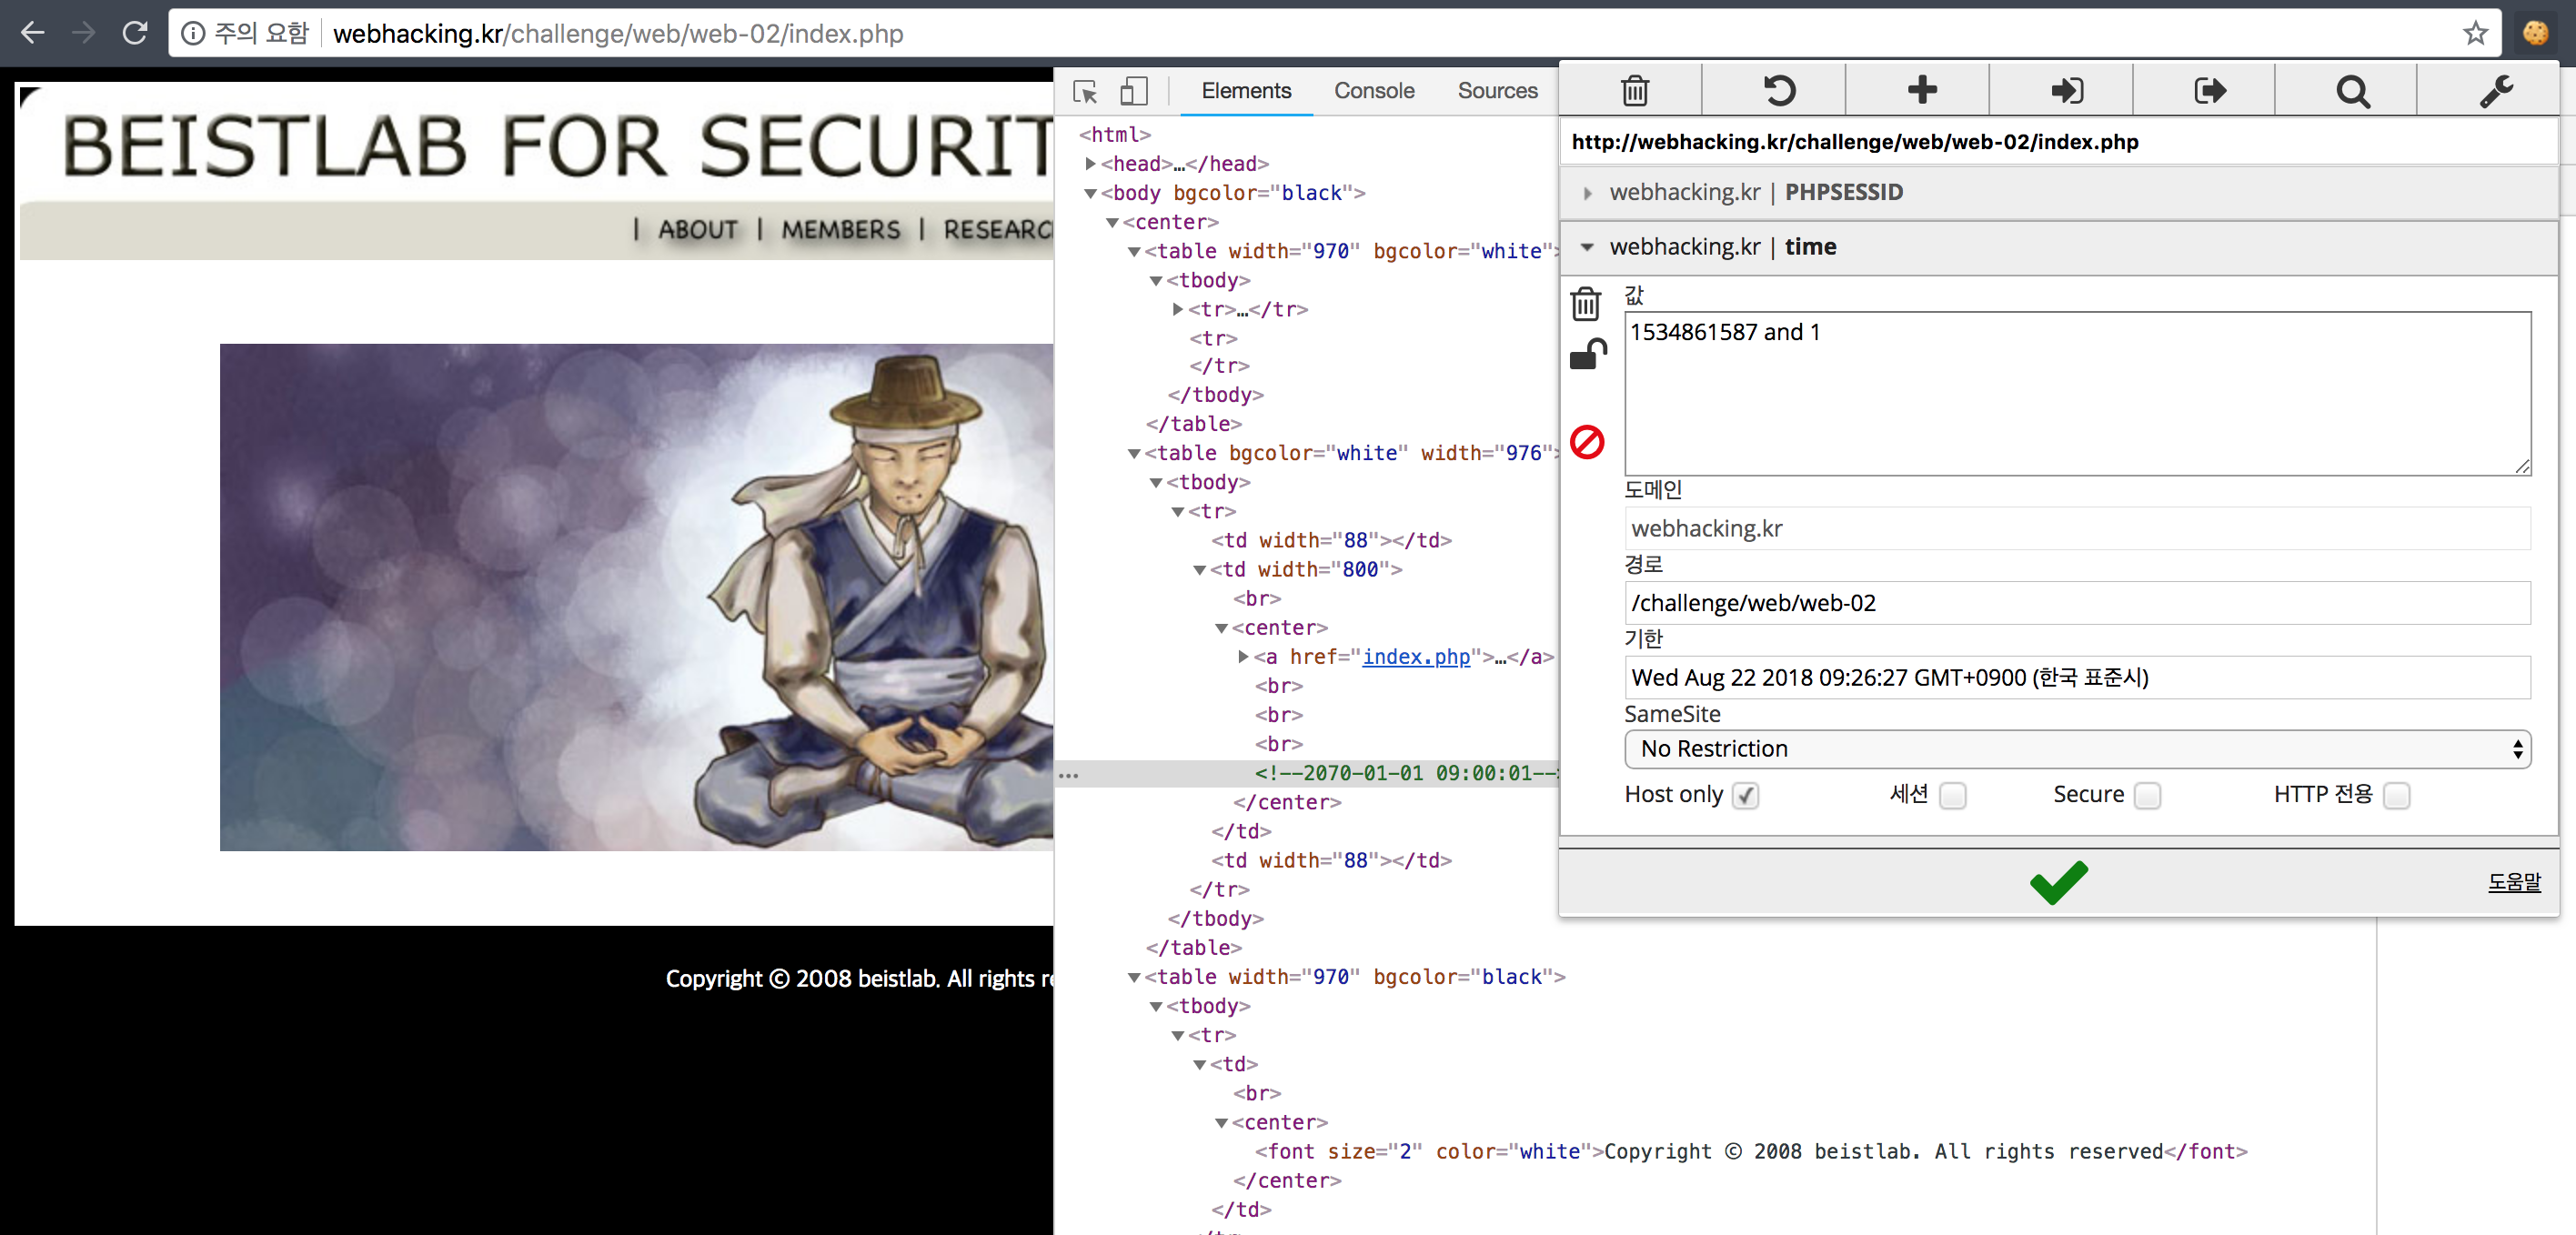 주의 요함 webhacking.kr/challenge/web/web-02/index.php
BEISTLAB FOR SECURIT
| ABOUT | MEMBERS | RESEARC
Copyright © 2008 beistlab. All rights re
Elements Console Sources
<html>
<head>…</head>
<body bgcolor="black">
<center>
<table width="970" bgcolor="white">
<tbody>
<tr>…</tr>
<tr>
</tr>
</tbody>
</table>
<table bgcolor="white" width="976">
<tbody>
<tr>
<td width="88"></td>
<td width="800">
<br>
<center>
<a href="index.php">…</a>
<br>
<br>
<br>
… <!--2070-01-01 09:00:01-->
</center>
</td>
<td width="88"></td>
</tr>
</tbody>
</table>
<table width="970" bgcolor="black">
<tbody>
<tr>
<td>
<br>
<center>
<font size="2" color="white">Copyright © 2008 beistlab. All rights reserved</font>
</center>
</td>
http://webhacking.kr/challenge/web/web-02/index.php
webhacking.kr | PHPSESSID
webhacking.kr | time
값
1534861587 and 1
도메인
webhacking.kr
경로
/challenge/web/web-02
기한
Wed Aug 22 2018 09:26:27 GMT+0900 (한국 표준시)
SameSite
No Restriction
Host only 세션 Secure HTTP 전용
도움말